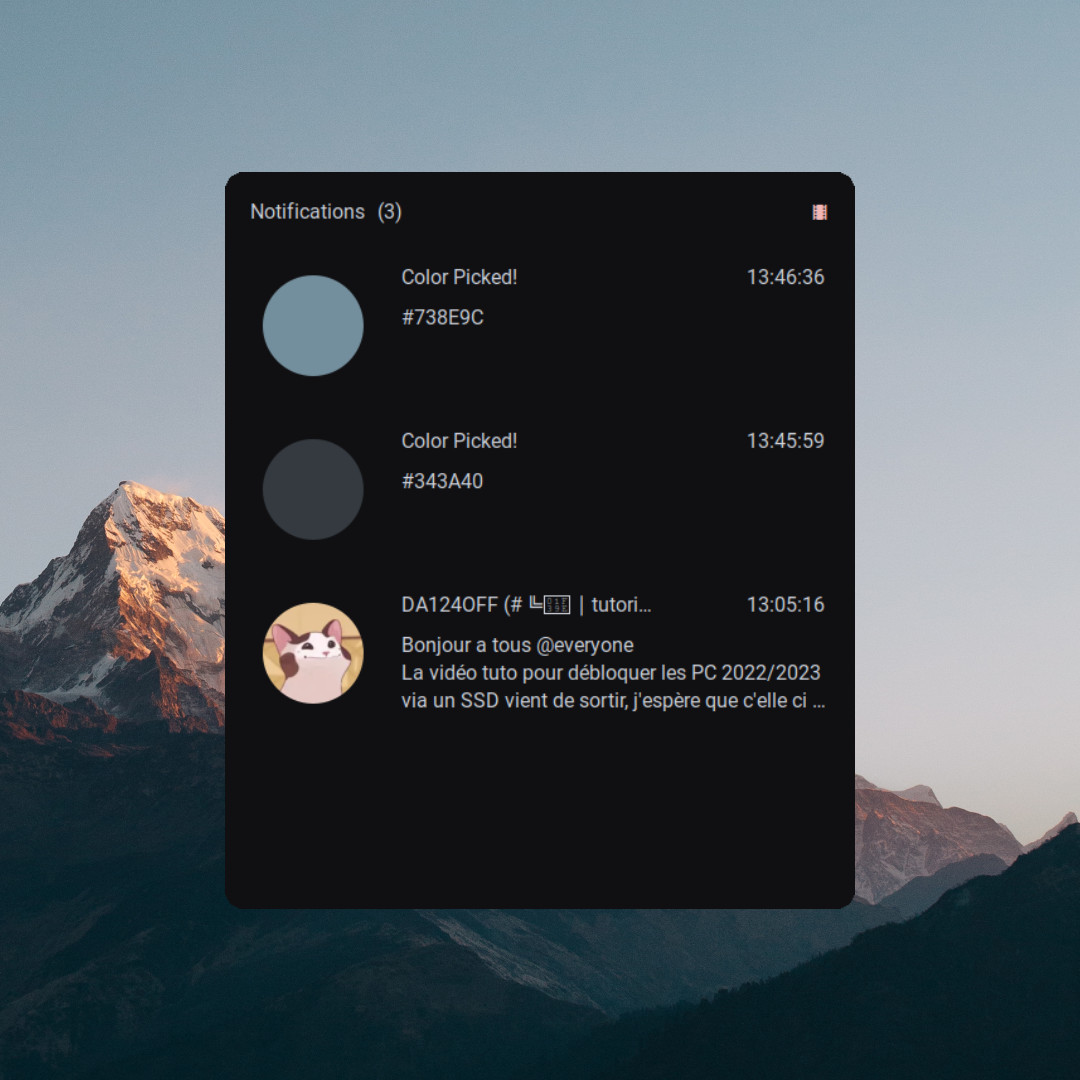 Notifications (3)
Color Picked! 13:46:36
#738E9C
Color Picked! 13:45:59
#343A40
DA124OFF (# ╚ | tutori... 13:05:16
Bonjour a tous @everyone
La vidéo tuto pour débloquer les PC 2022/2023
via un SSD vient de sortir, j'espère que c'elle ci ...